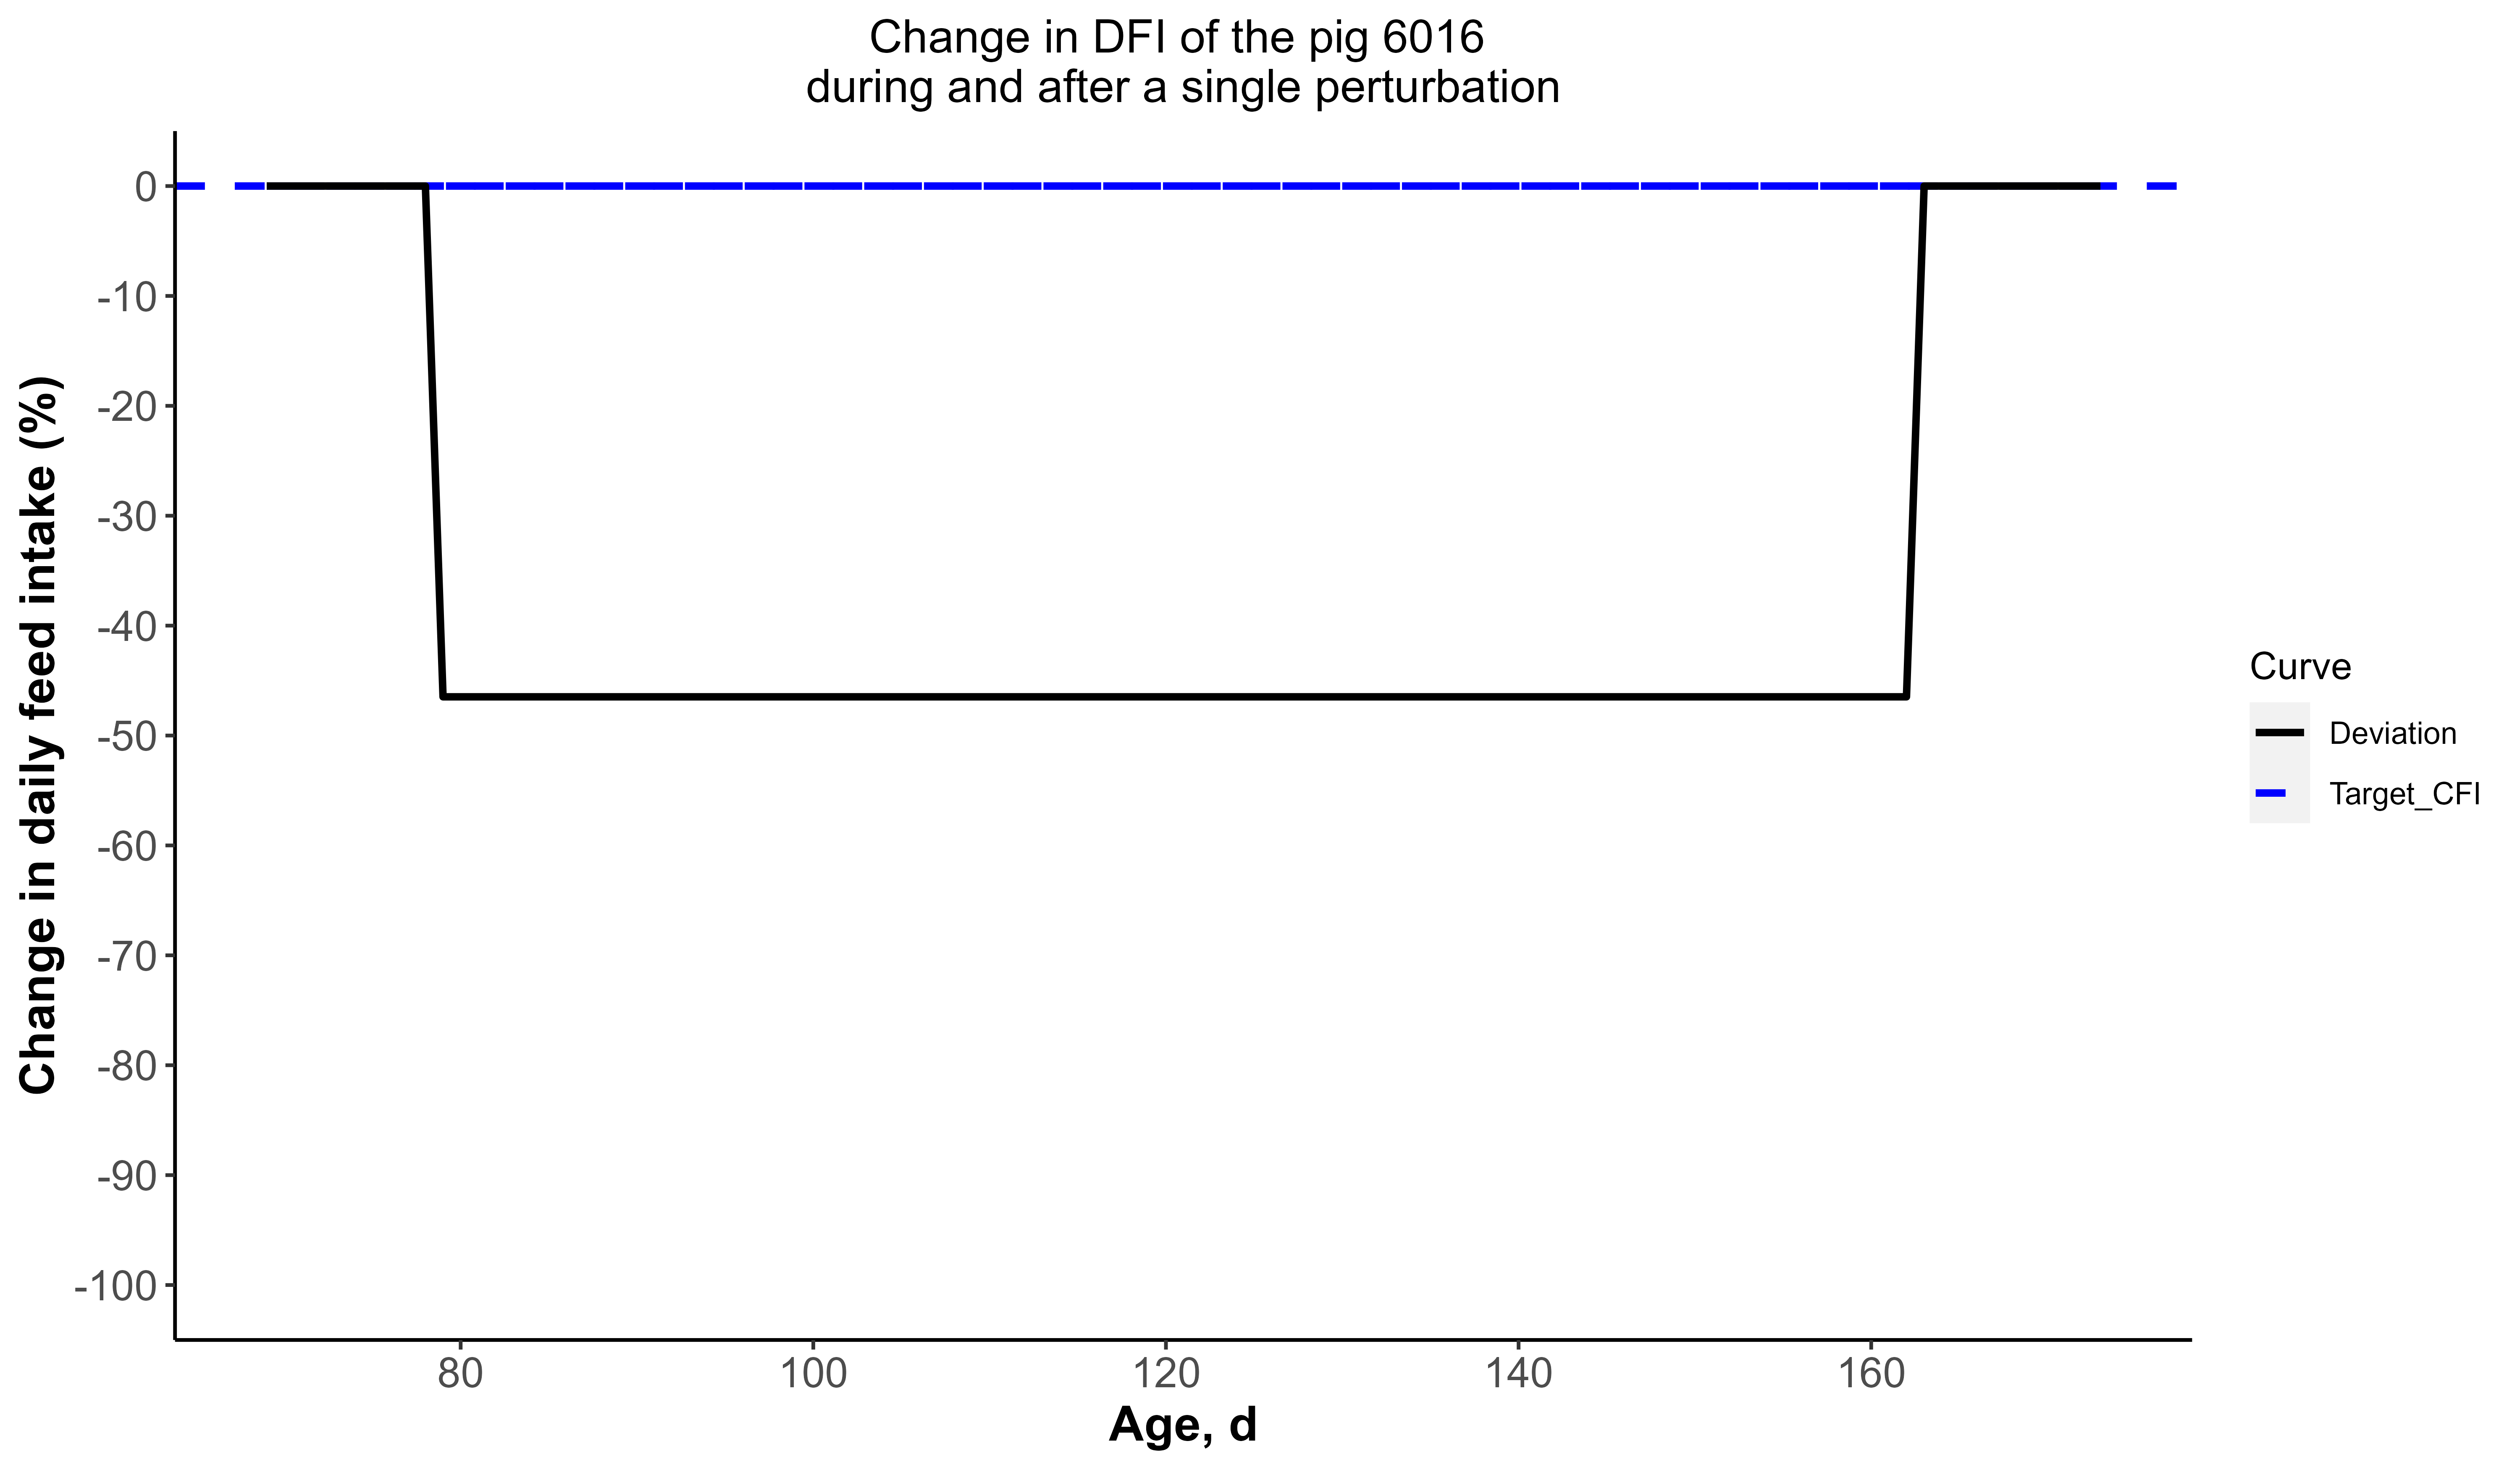 Change in DFI of the pig 6016
during and after a single perturbation
Change in daily feed intake (%)
0
-10
-20
-30
-40
-50
-60
-70
-80
-90
-100
80
100
120
140
160
Age, d
Curve
Deviation
Target_CFI